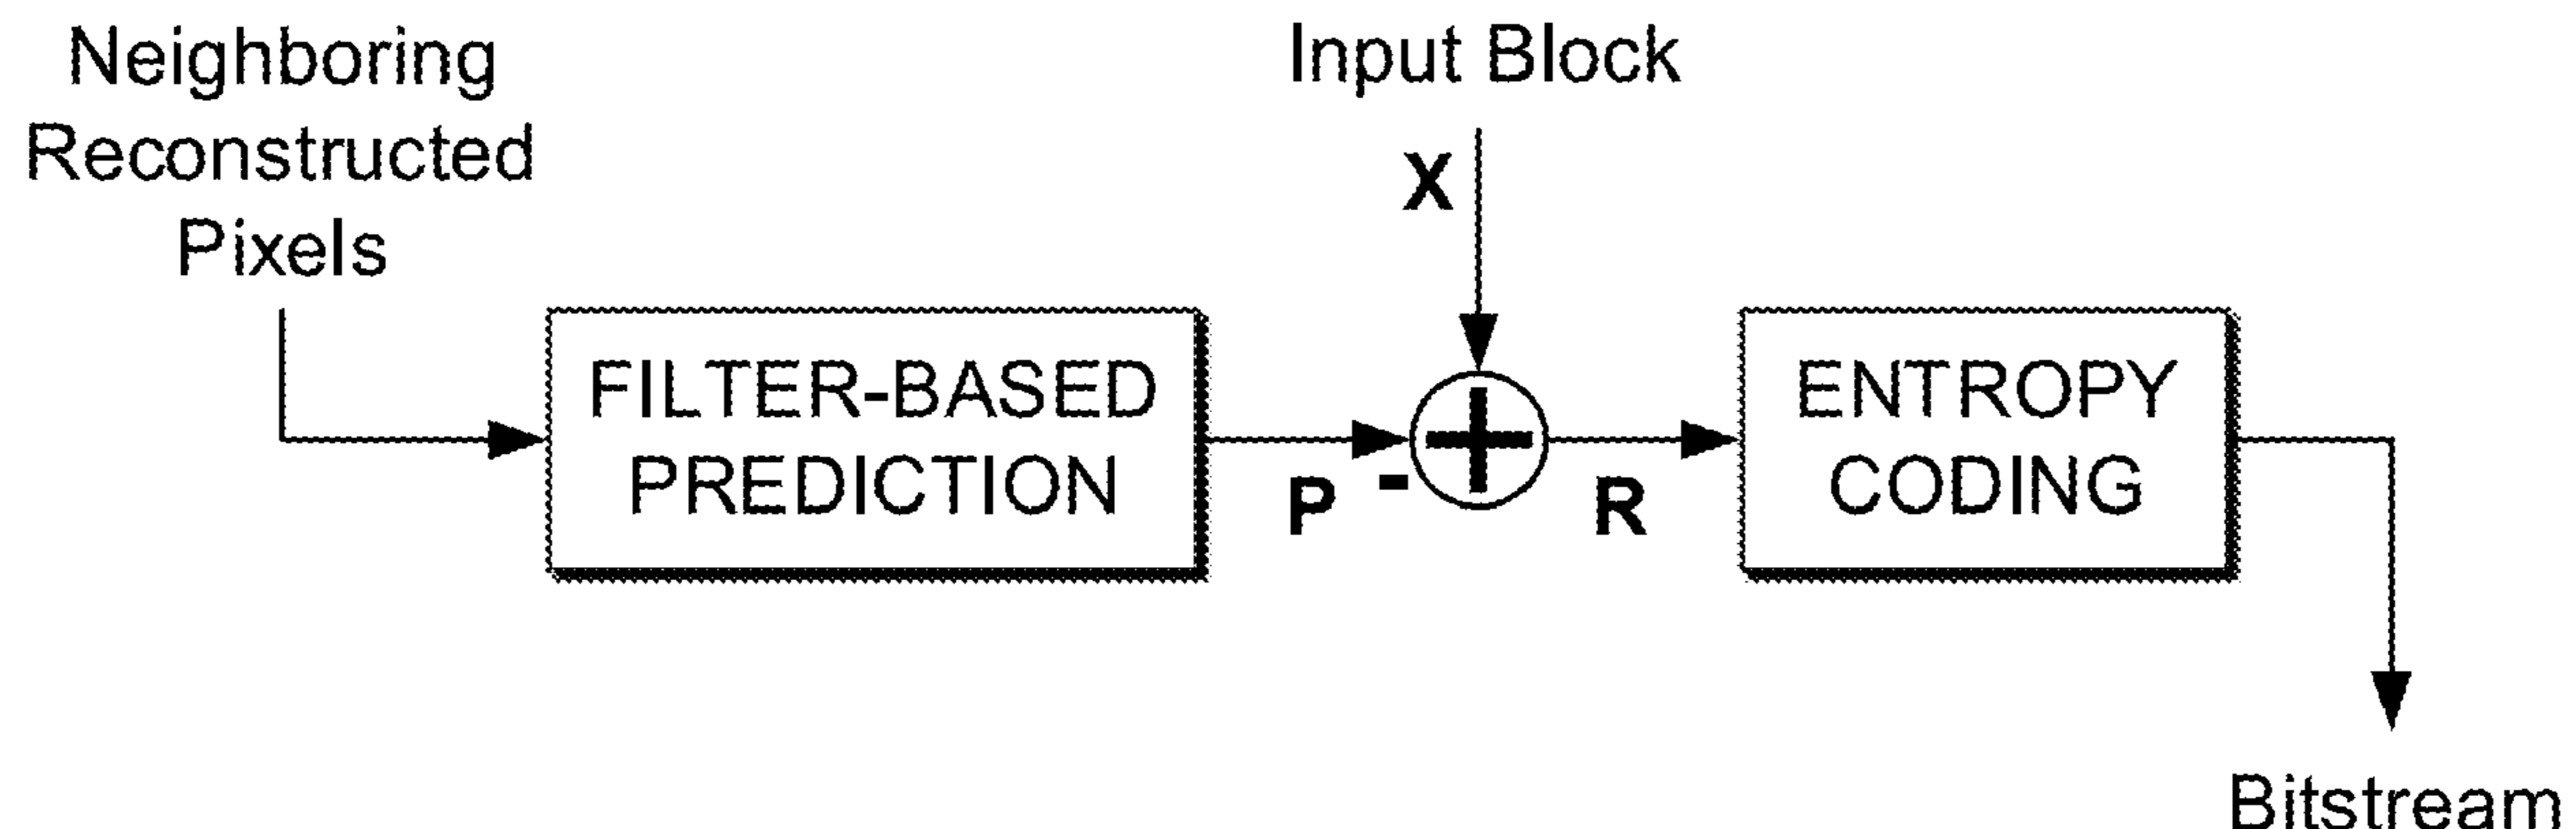 Neighboring
Reconstructed
Pixels
Input Block
X
FILTER-BASED
PREDICTION
P -
R
ENTROPY
CODING
Bitstream